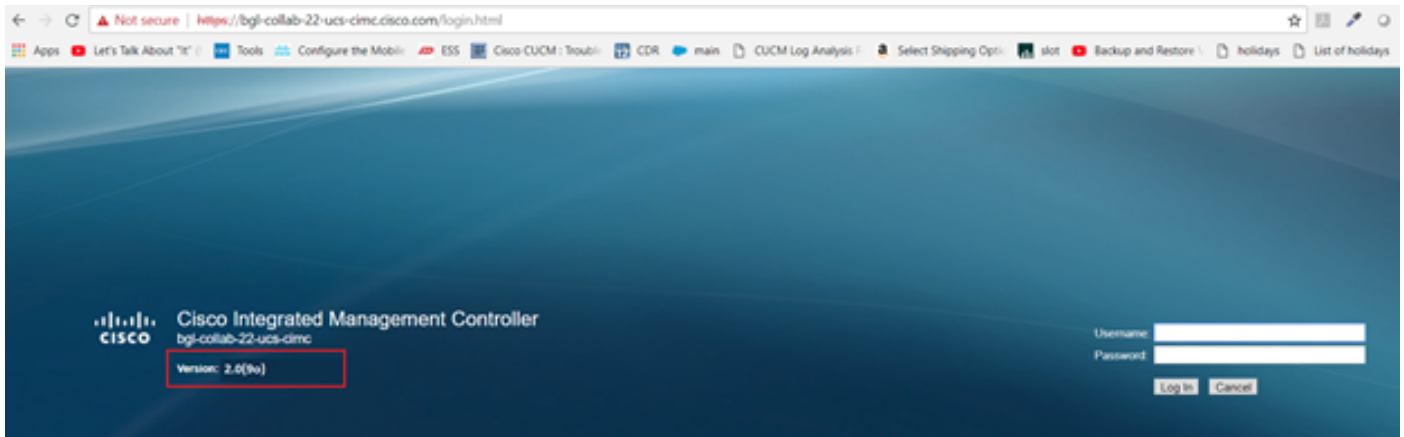 Not secure | https://bgl-collab-22-ucs-cimc.cisco.com/login.html
Apps Let's Talk About "It" Tools Configure the Mobile ESS Cisco CUCM : Trouble CDR main CUCM Log Analysis Select Shipping Optic slot Backup and Restore holidays List of holidays
CISCO
Cisco Integrated Management Controller
bgl-collab-22-ucs-cimc
Version: 2.0(9o)
Username:
Password:
Log In Cancel